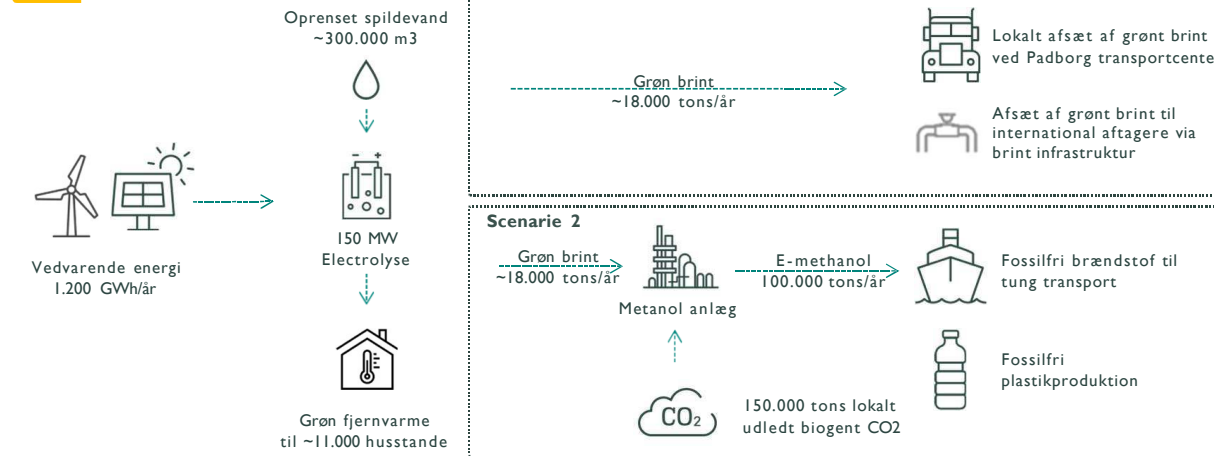 Oprenset spildevand
~300.000 m3
Vedvarende energi
1.200 GWh/år
- +
150 MW
Electrolyse
Grøn fjernvarme
til ~11.000 husstande
Grøn brint
~18.000 tons/år
Lokalt afsæt af grønt brint
ved Padborg transportcente
Afsæt af grønt brint til
international aftagere via
brint infrastruktur
Scenarie 2
Grøn brint
~18.000 tons/år
Metanol anlæg
E-methanol
100.000 tons/år
Fossilfri brændstof til
tung transport
Fossilfri
plastikproduktion
CO2
150.000 tons lokalt
udledt biogent CO2